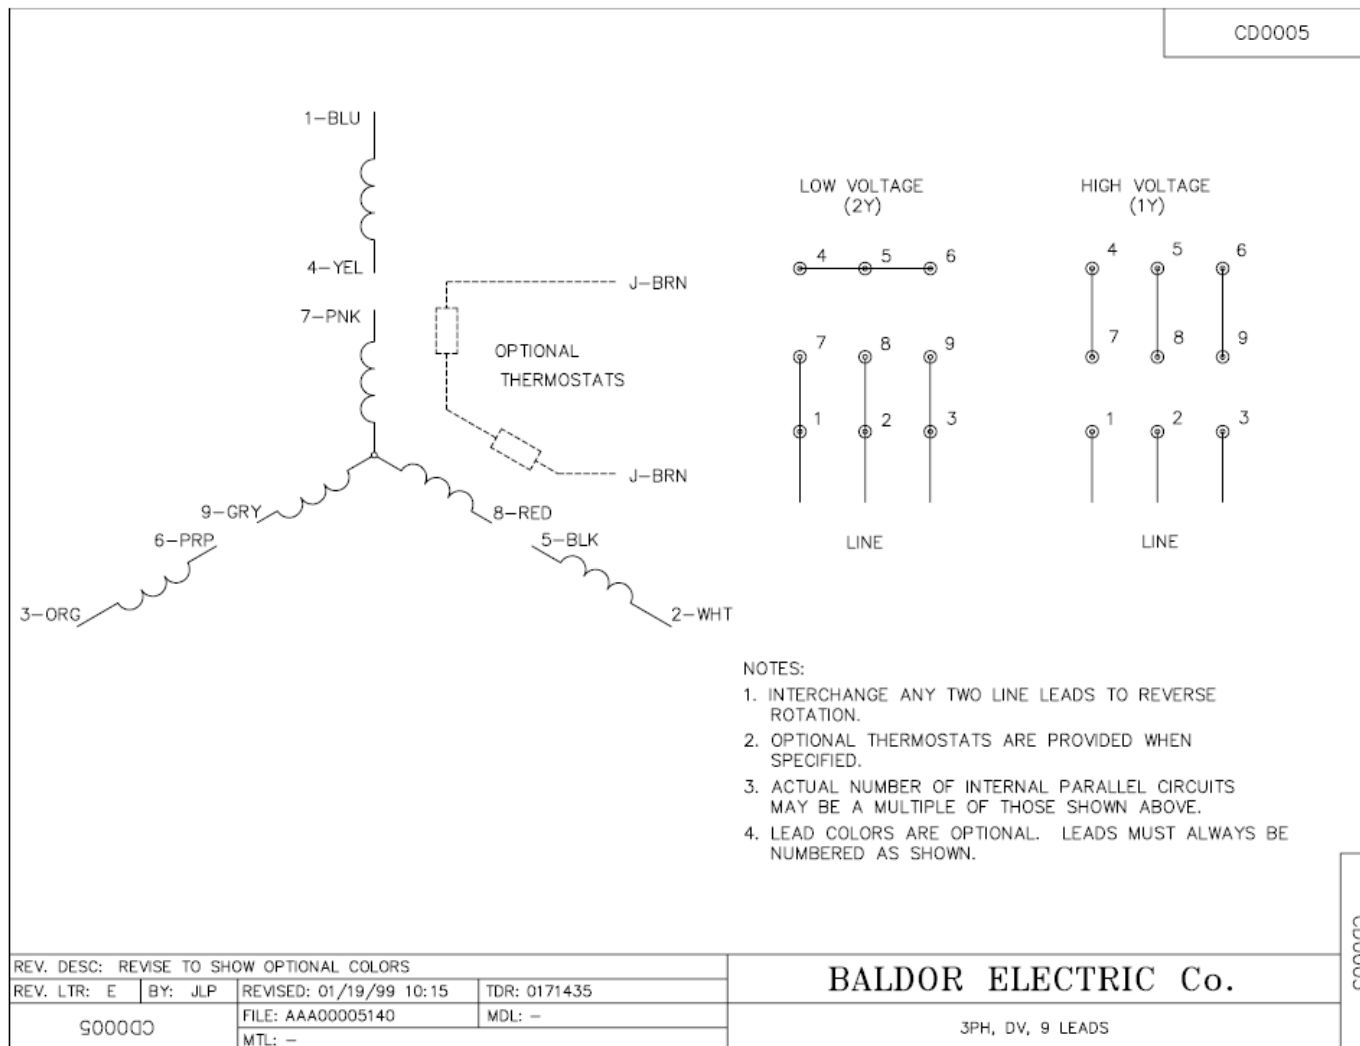 CD0005
1-BLU
4-YEL
7-PNK
9-GRY
6-PRP
3-ORG
8-RED
5-BLK
2-WHT
J-BRN
OPTIONAL
THERMOSTATS
J-BRN
LOW VOLTAGE
(2Y)
4 5 6
7 8 9
1 2 3
LINE
HIGH VOLTAGE
(1Y)
4 5 6
7 8 9
1 2 3
LINE
NOTES:
1. INTERCHANGE ANY TWO LINE LEADS TO REVERSE
ROTATION.
2. OPTIONAL THERMOSTATS ARE PROVIDED WHEN
SPECIFIED.
3. ACTUAL NUMBER OF INTERNAL PARALLEL CIRCUITS
MAY BE A MULTIPLE OF THOSE SHOWN ABOVE.
4. LEAD COLORS ARE OPTIONAL. LEADS MUST ALWAYS BE
NUMBERED AS SHOWN.
CD0005
REV. DESC: REVISE TO SHOW OPTIONAL COLORS
REV. LTR: E BY: JLP REVISED: 01/19/99 10:15 TDR: 0171435
CD0005
FILE: AAA00005140 MDL: -
MTL: -
BALDOR ELECTRIC Co.
3PH, DV, 9 LEADS